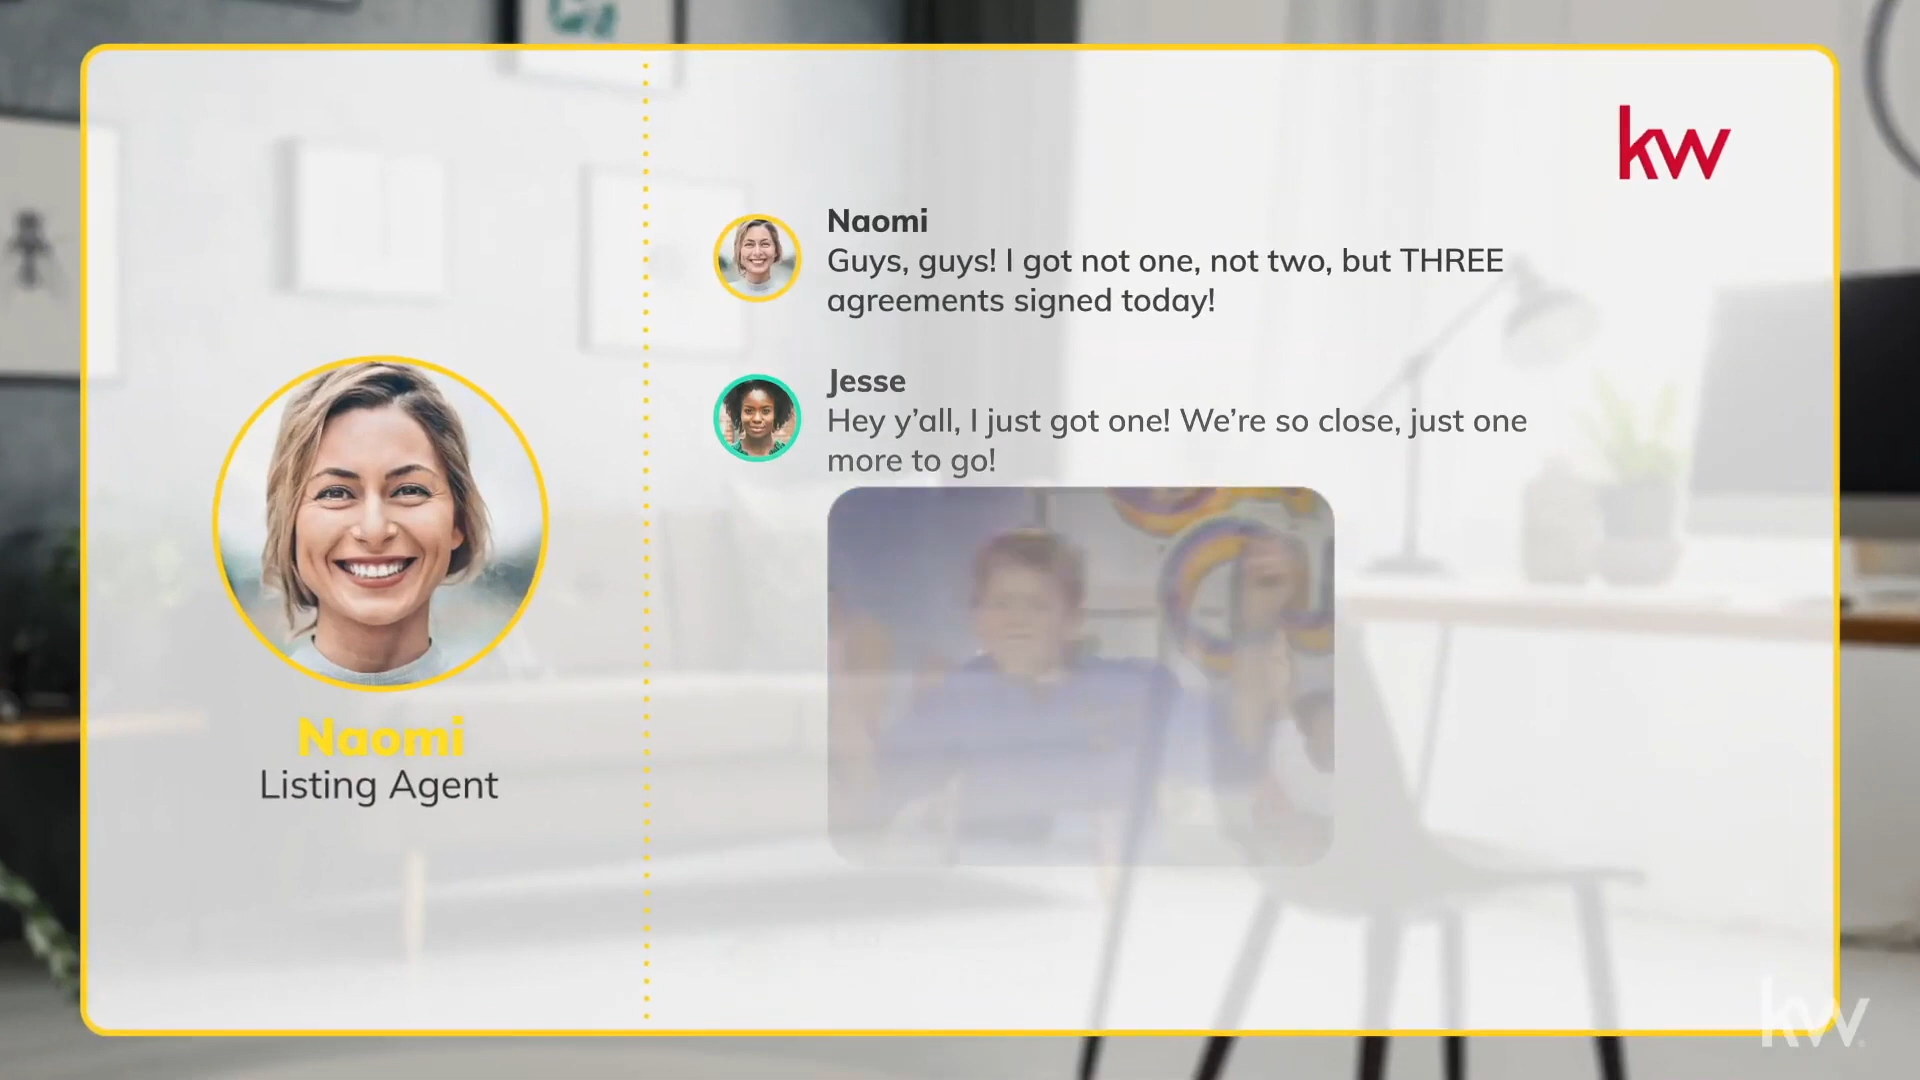 kw
Naomi
Guys, guys! I got not one, not two, but THREE
agreements signed today!
Jesse
Hey y’all, I just got one! We’re so close, just one
more to go!
Naomi
Listing Agent
kw